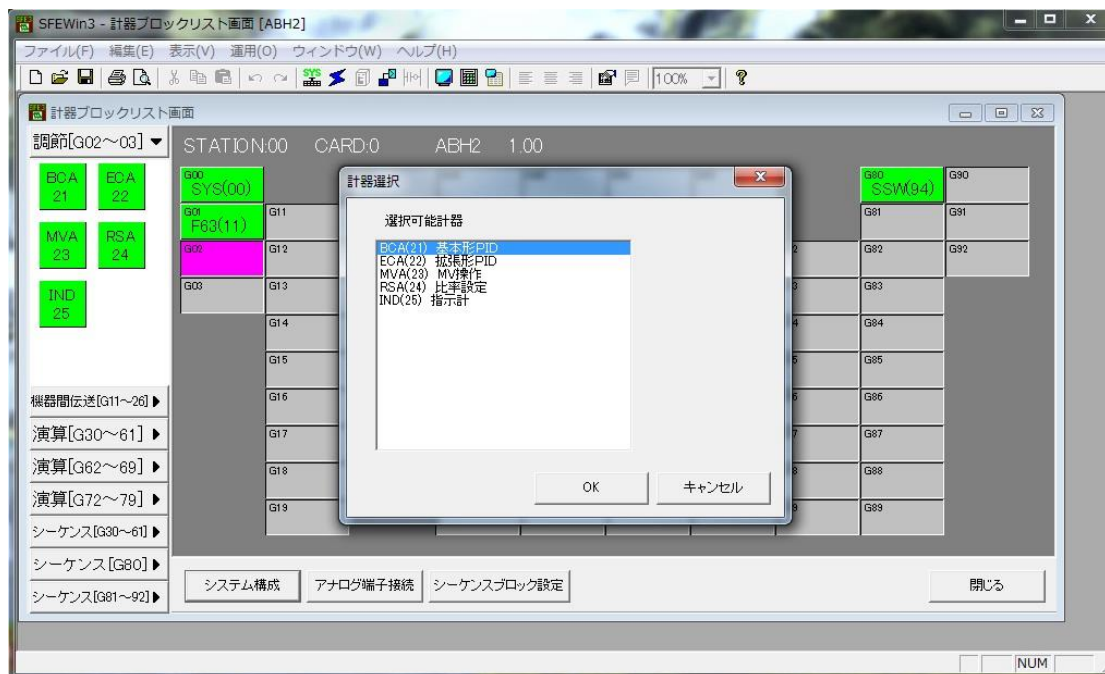 SFEWin3 - 計器ブロックリスト画面 [ABH2]
ファイル(F) 編集(E) 表示(V) 運用(O) ウィンドウ(W) ヘルプ(H)
SYS
100%
計器ブロックリスト画面
調節[G02～03]
STATION:00 CARD:0 ABH2 1.00
BCA 21
ECA 22
MVA 23
RSA 24
IND 25
G00 SYS(00)
G01 F63(11)
G02
G03
G11
G12
G13
G14
G15
G16
G17
G18
G19
計器選択
選択可能計器
BCA(21) 基本形PID
ECA(22) 拡張形PID
MVA(23) MV操作
RSA(24) 比率設定
IND(25) 指示計
OK キャンセル
G80 SSW(94)
G90
G81
G91
G82
G92
G83
G84
G85
G86
G87
G88
G89
機器間伝送[G11～26]
演算[G30～61]
演算[G62～69]
演算[G72～79]
シーケンス[G30～61]
シーケンス[G80]
シーケンス[G81～92]
システム構成 アナログ端子接続 シーケンスブロック設定 閉じる
NUM